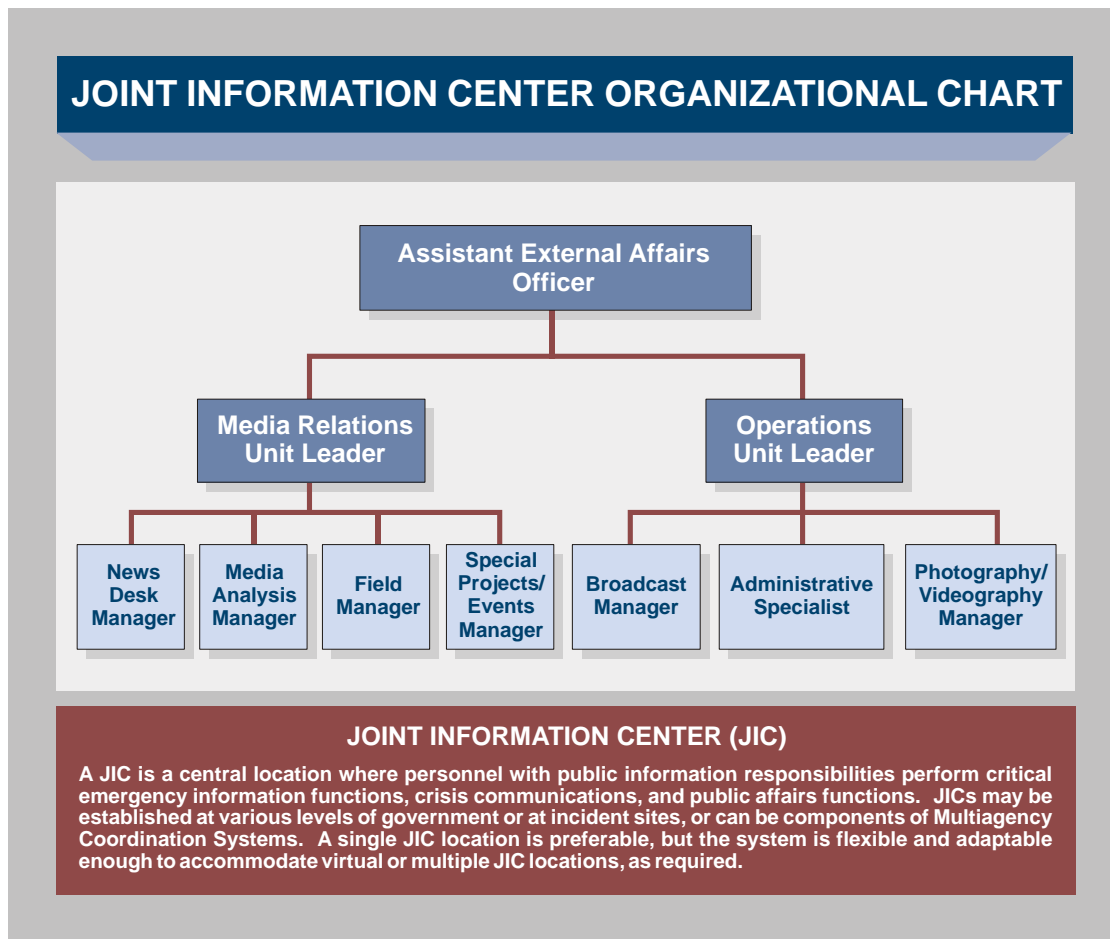 JOINT INFORMATION CENTER ORGANIZATIONAL CHART
Assistant External Affairs
Officer
Media Relations
Unit Leader
Operations
Unit Leader
News
Desk
Manager
Media
Analysis
Manager
Field
Manager
Special
Projects/
Events
Manager
Broadcast
Manager
Administrative
Specialist
Photography/
Videography
Manager
JOINT INFORMATION CENTER (JIC)
A JIC is a central location where personnel with public information responsibilities perform critical
emergency information functions, crisis communications, and public affairs functions. JICs may be
established at various levels of government or at incident sites, or can be components of Multiagency
Coordination Systems. A single JIC location is preferable, but the system is flexible and adaptable
enough to accommodate virtual or multiple JIC locations, as required.